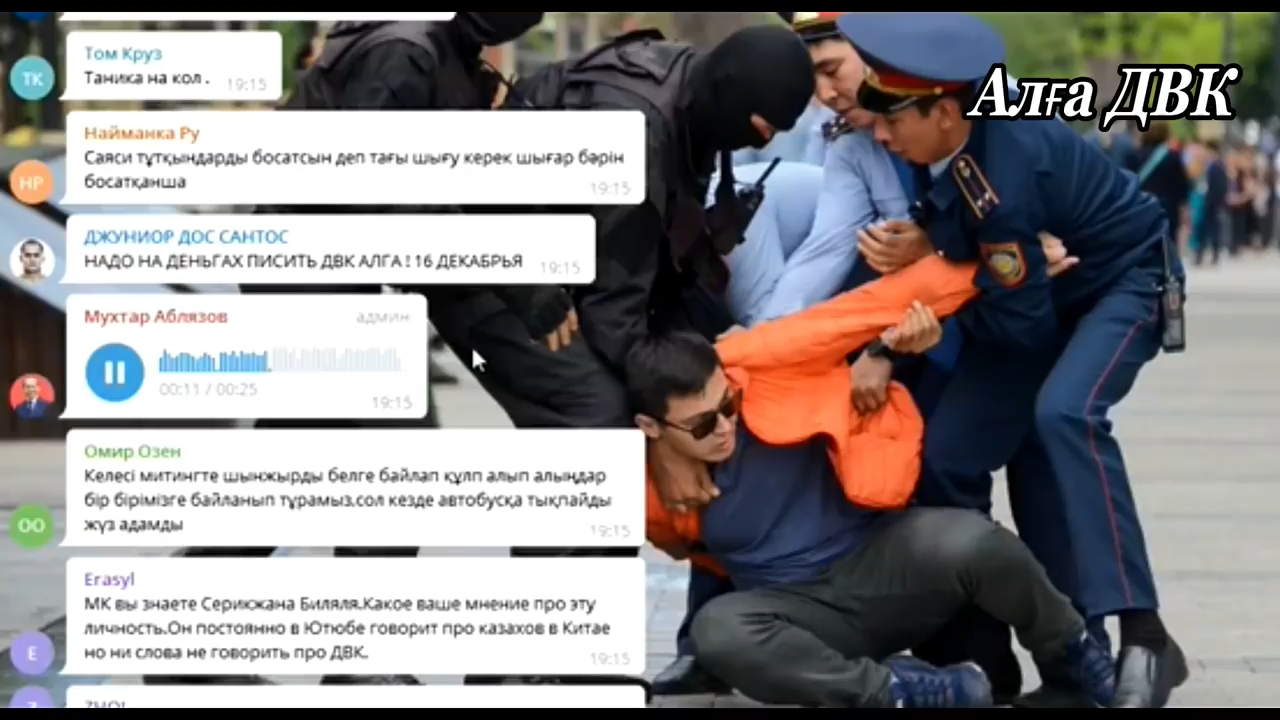 Алға ДВК
ТК
Том Круз
Таника на кол .
19:15
НР
Найманка Ру
Саяси тұтқындарды босатсын деп тағы шығу керек шығар бәрін
босатқанша
19:15
ДЖУНИОР ДОС САНТОС
НАДО НА ДЕНЬГАХ ПИСИТЬ ДВК АЛГА ! 16 ДЕКАБРЬЯ
19:15
Мухтар Аблязов
админ
00:11 / 00:25
19:15
ОО
Омир Озен
Келесі митингте шынжырды белге байлап құлп алып алыңдар
бір бірімізге байланып тұрамыз.сол кезде автобусқа тықпайды
жүз адамды
19:15
E
Erasyl
МК вы знаете Серикжана Биляля.Какое ваше мнение про эту
личность.Он постоянно в Ютюбе говорит про казахов в Китае
но ни слова не говорить про ДВК.
19:15